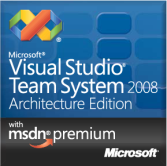 Microsoft®
Visual Studio®
Team System 2008
Architecture Edition
with
msdn® premium
Microsoft®